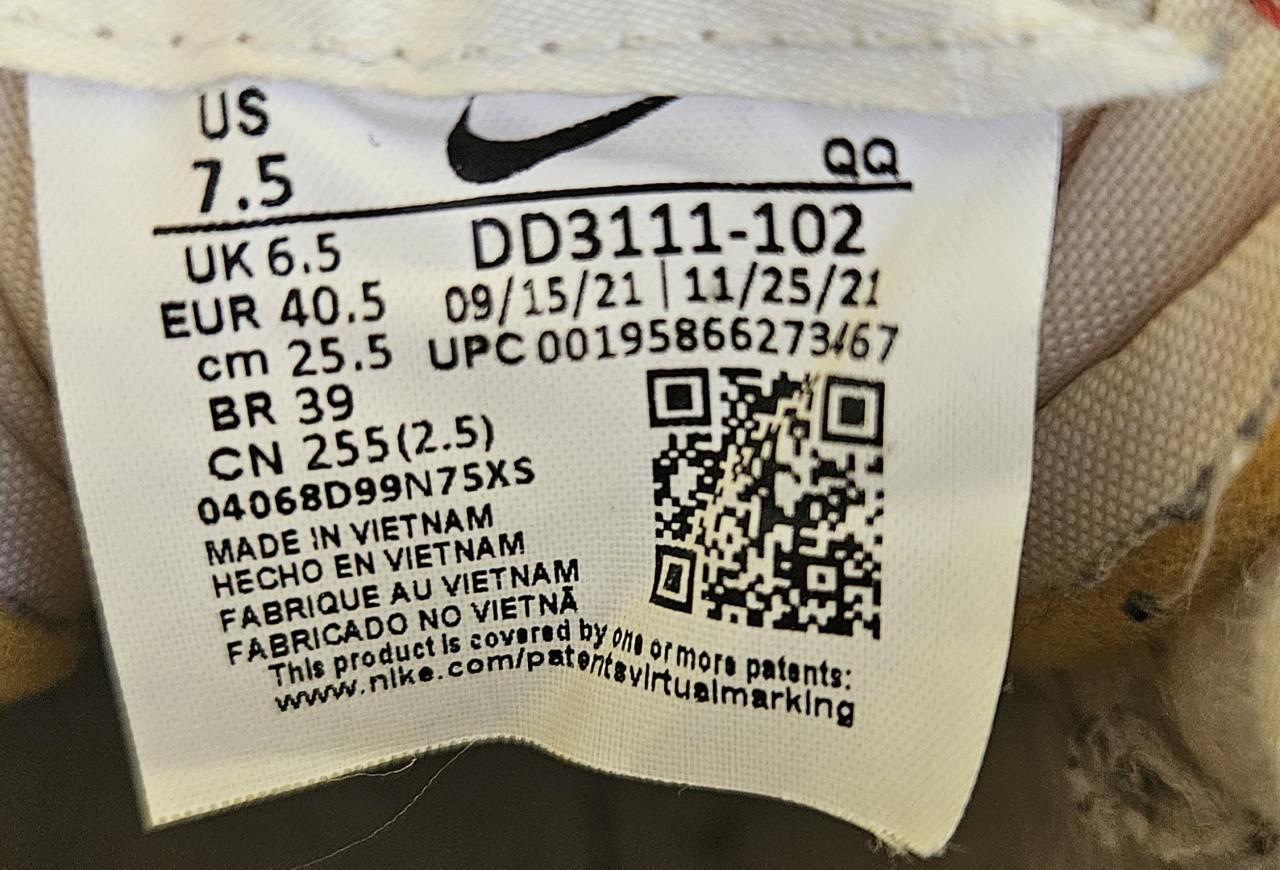 US
7.5
QQ
UK 6.5
DD3111-102
EUR 40.5
09/15/21 | 11/25/21
cm 25.5
UPC
BR 39
CN 255(2.5)
04068D99N75XS
MADE IN VIETNAM
HECHO EN VIETNAM
FABRIQUE AU VIETNAM
FABRICADO NO VIETNÃ
This product is covered by one or more patents:
www.nike.com/patentsvirtualmarking